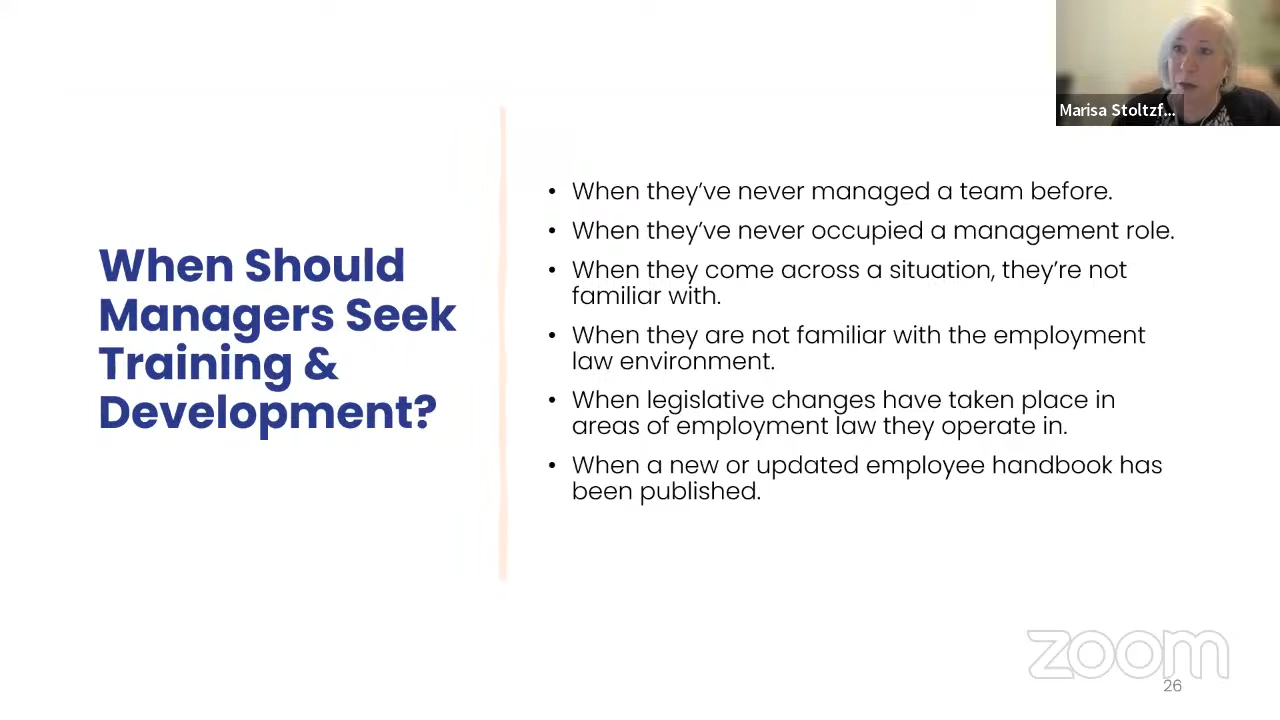 Marisa Stoltzf...
When Should
Managers Seek
Training &
Development?
• When they've never managed a team before.
• When they've never occupied a management role.
• When they come across a situation, they're not
familiar with.
• When they are not familiar with the employment
law environment.
• When legislative changes have taken place in
areas of employment law they operate in.
• When a new or updated employee handbook has
been published.
zoom
26